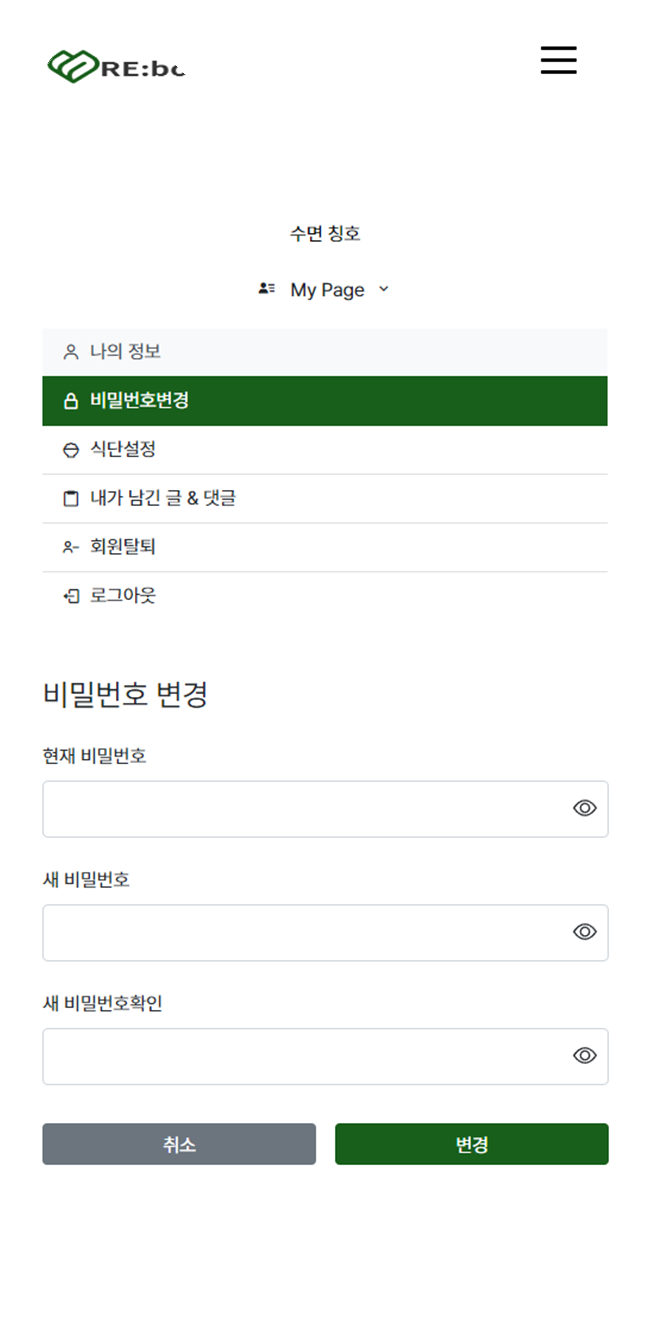 RE:bc
수면 칭호
My Page
나의 정보
비밀번호변경
식단설정
내가 남긴 글 & 댓글
회원탈퇴
로그아웃
비밀번호 변경
현재 비밀번호
새 비밀번호
새 비밀번호확인
취소 변경